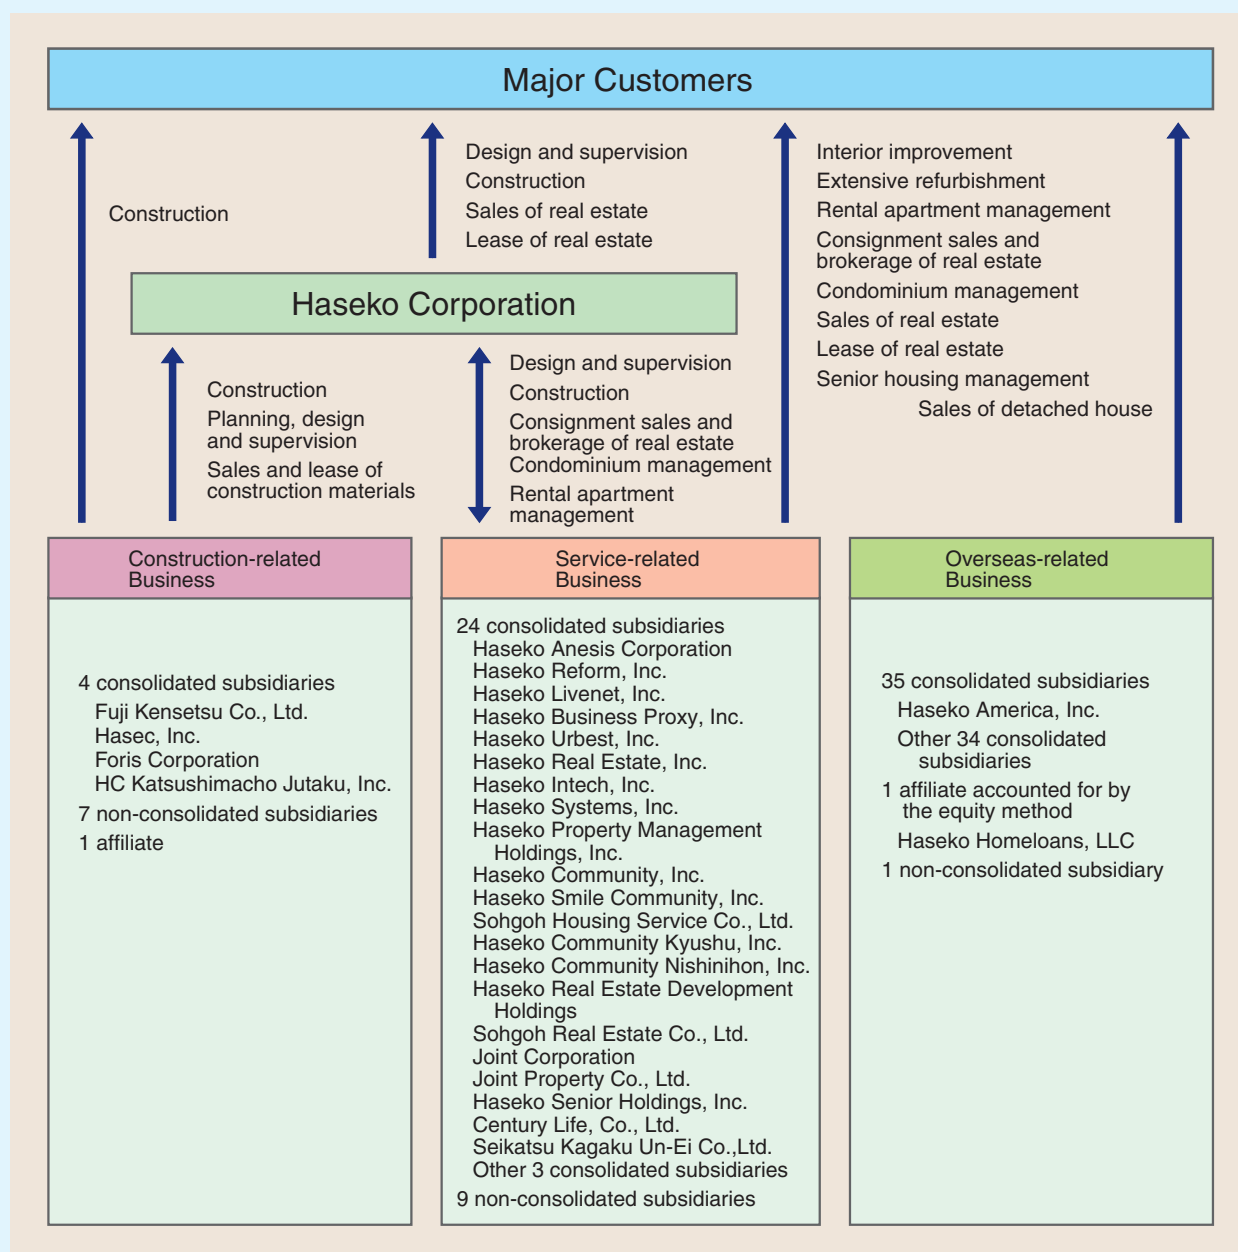 Major Customers
Construction
Design and supervision
Construction
Sales of real estate
Lease of real estate
Interior improvement
Extensive refurbishment
Rental apartment management
Consignment sales and
brokerage of real estate
Condominium management
Sales of real estate
Lease of real estate
Senior housing management
Sales of detached house
Haseko Corporation
Construction
Planning, design
and supervision
Sales and lease of
construction materials
Design and supervision
Construction
Consignment sales and
brokerage of real estate
Condominium management
Rental apartment
management
Construction-related
Business
4 consolidated subsidiaries
Fuji Kensetsu Co., Ltd.
Hasec, Inc.
Foris Corporation
HC Katsushimacho Jutaku, Inc.
7 non-consolidated subsidiaries
1 affiliate
Service-related
Business
24 consolidated subsidiaries
Haseko Anesis Corporation
Haseko Reform, Inc.
Haseko Livenet, Inc.
Haseko Business Proxy, Inc.
Haseko Urbest, Inc.
Haseko Real Estate, Inc.
Haseko Intech, Inc.
Haseko Systems, Inc.
Haseko Property Management
Holdings, Inc.
Haseko Community, Inc.
Haseko Smile Community, Inc.
Sohgoh Housing Service Co., Ltd.
Haseko Community Kyushu, Inc.
Haseko Community Nishinihon, Inc.
Haseko Real Estate Development
Holdings
Sohgoh Real Estate Co., Ltd.
Joint Corporation
Joint Property Co., Ltd.
Haseko Senior Holdings, Inc.
Century Life, Co., Ltd.
Seikatsu Kagaku Un-Ei Co.,Ltd.
Other 3 consolidated subsidiaries
9 non-consolidated subsidiaries
Overseas-related
Business
35 consolidated subsidiaries
Haseko America, Inc.
Other 34 consolidated
subsidiaries
1 affiliate accounted for by
the equity method
Haseko Homeloans, LLC
1 non-consolidated subsidiary